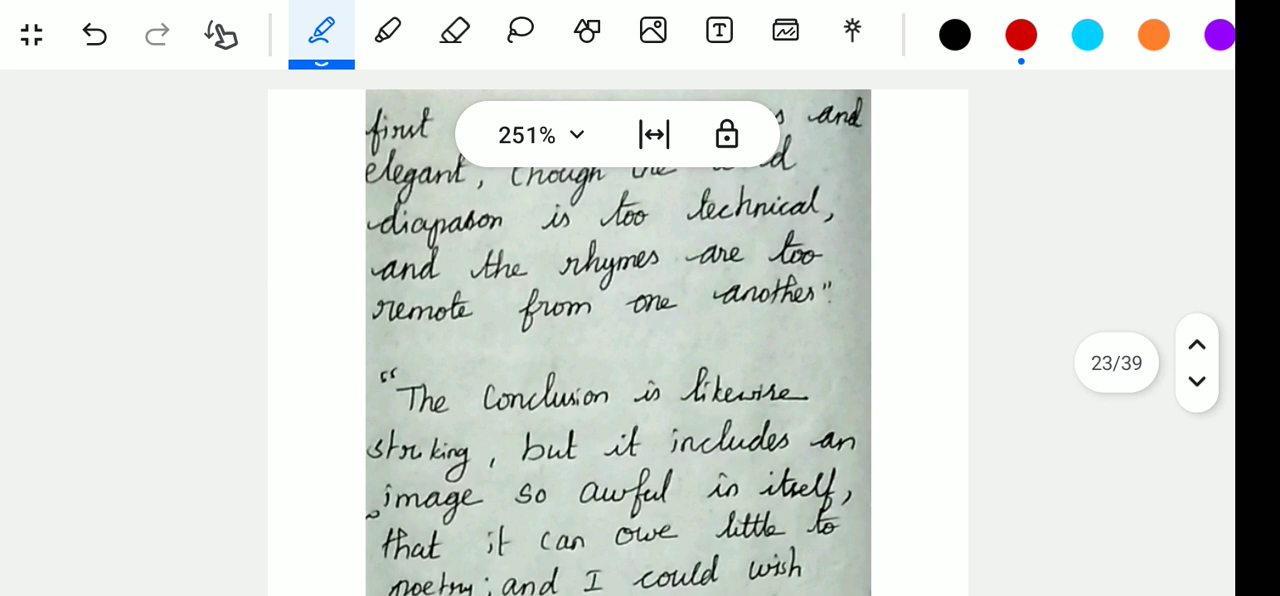 251%
first s and
elegant, though the d
diapason is too technical,
and the rhymes are too
remote from one another"
23/39
"The Conclusion is likewise
striking, but it includes an
image so awful in itself,
that it can owe little to
poetry; and I could wish